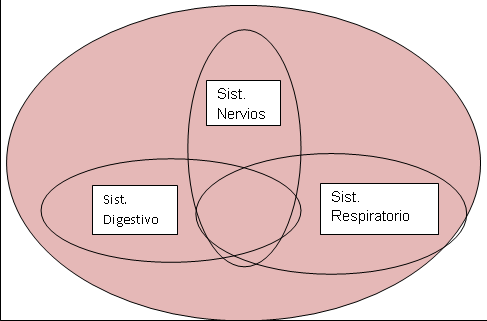 Sist.
Nervios
Sist.
Digestivo
Sist.
Respiratorio